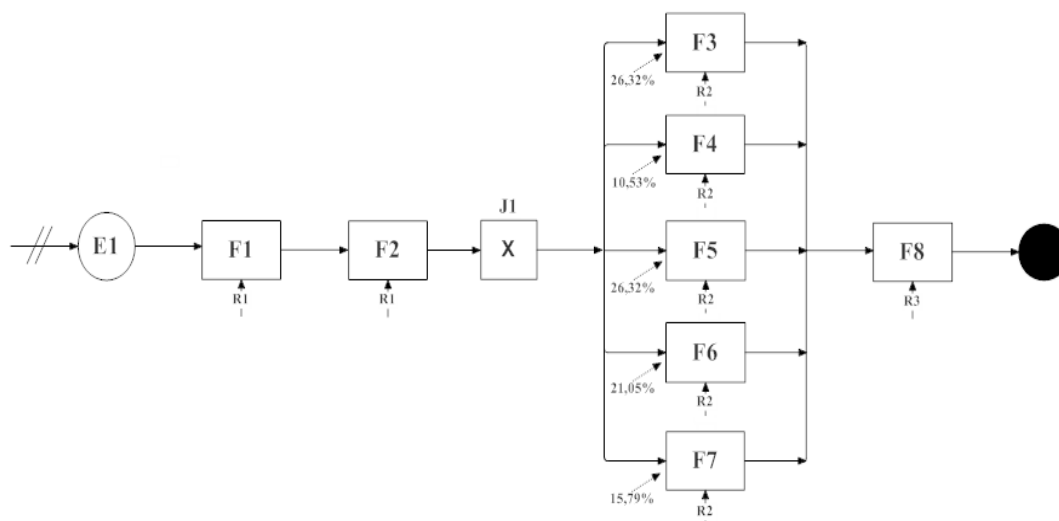 F3
26,32%
R2
F4
10,53%
R2
J1
E1
F1
F2
X
F5
F8
R1
R1
26,32%
R2
R3
F6
21,05%
R2
F7
15,79%
R2